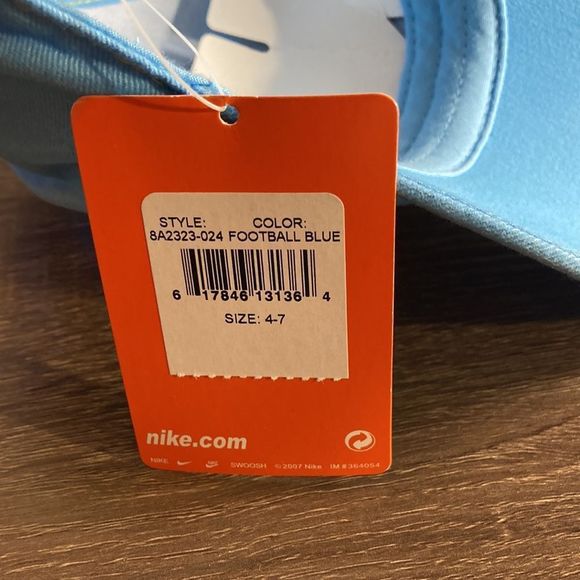 STYLE: COLOR:
8A2323-024 FOOTBALL BLUE
6 17846 13136 4
SIZE: 4-7
nike.com
NIKE SWOOSH ©2007 Nike IM #364054